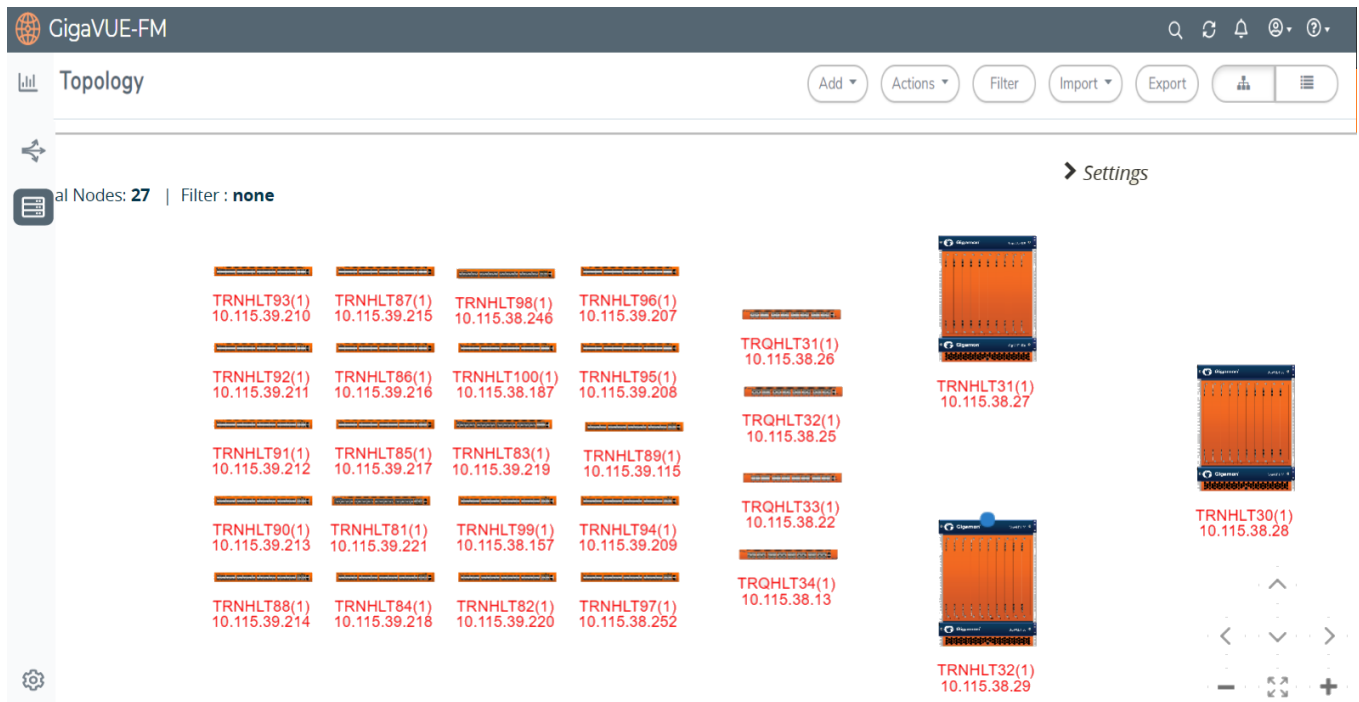 GigaVUE-FM
Topology
Add
Actions
Filter
Import
Export
al Nodes: 27 | Filter : none
Settings
TRNHLT93(1)
10.115.39.210
TRNHLT87(1)
10.115.39.215
TRNHLT98(1)
10.115.38.246
TRNHLT96(1)
10.115.39.207
TRNHLT92(1)
10.115.39.211
TRNHLT86(1)
10.115.39.216
TRNHLT100(1)
10.115.38.187
TRNHLT95(1)
10.115.39.208
TRNHLT91(1)
10.115.39.212
TRNHLT85(1)
10.115.39.217
TRNHLT83(1)
10.115.39.219
TRNHLT89(1)
10.115.39.115
TRNHLT90(1)
10.115.39.213
TRNHLT81(1)
10.115.39.221
TRNHLT99(1)
10.115.38.157
TRNHLT94(1)
10.115.39.209
TRNHLT88(1)
10.115.39.214
TRNHLT84(1)
10.115.39.218
TRNHLT82(1)
10.115.39.220
TRNHLT97(1)
10.115.38.252
TRQHLT31(1)
10.115.38.26
TRQHLT32(1)
10.115.38.25
TRQHLT33(1)
10.115.38.22
TRQHLT34(1)
10.115.38.13
Gigamon
Gigamon
TRNHLT31(1)
10.115.38.27
Gigamon
Gigamon
TRNHLT32(1)
10.115.38.29
Gigamon
Gigamon
TRNHLT30(1)
10.115.38.28